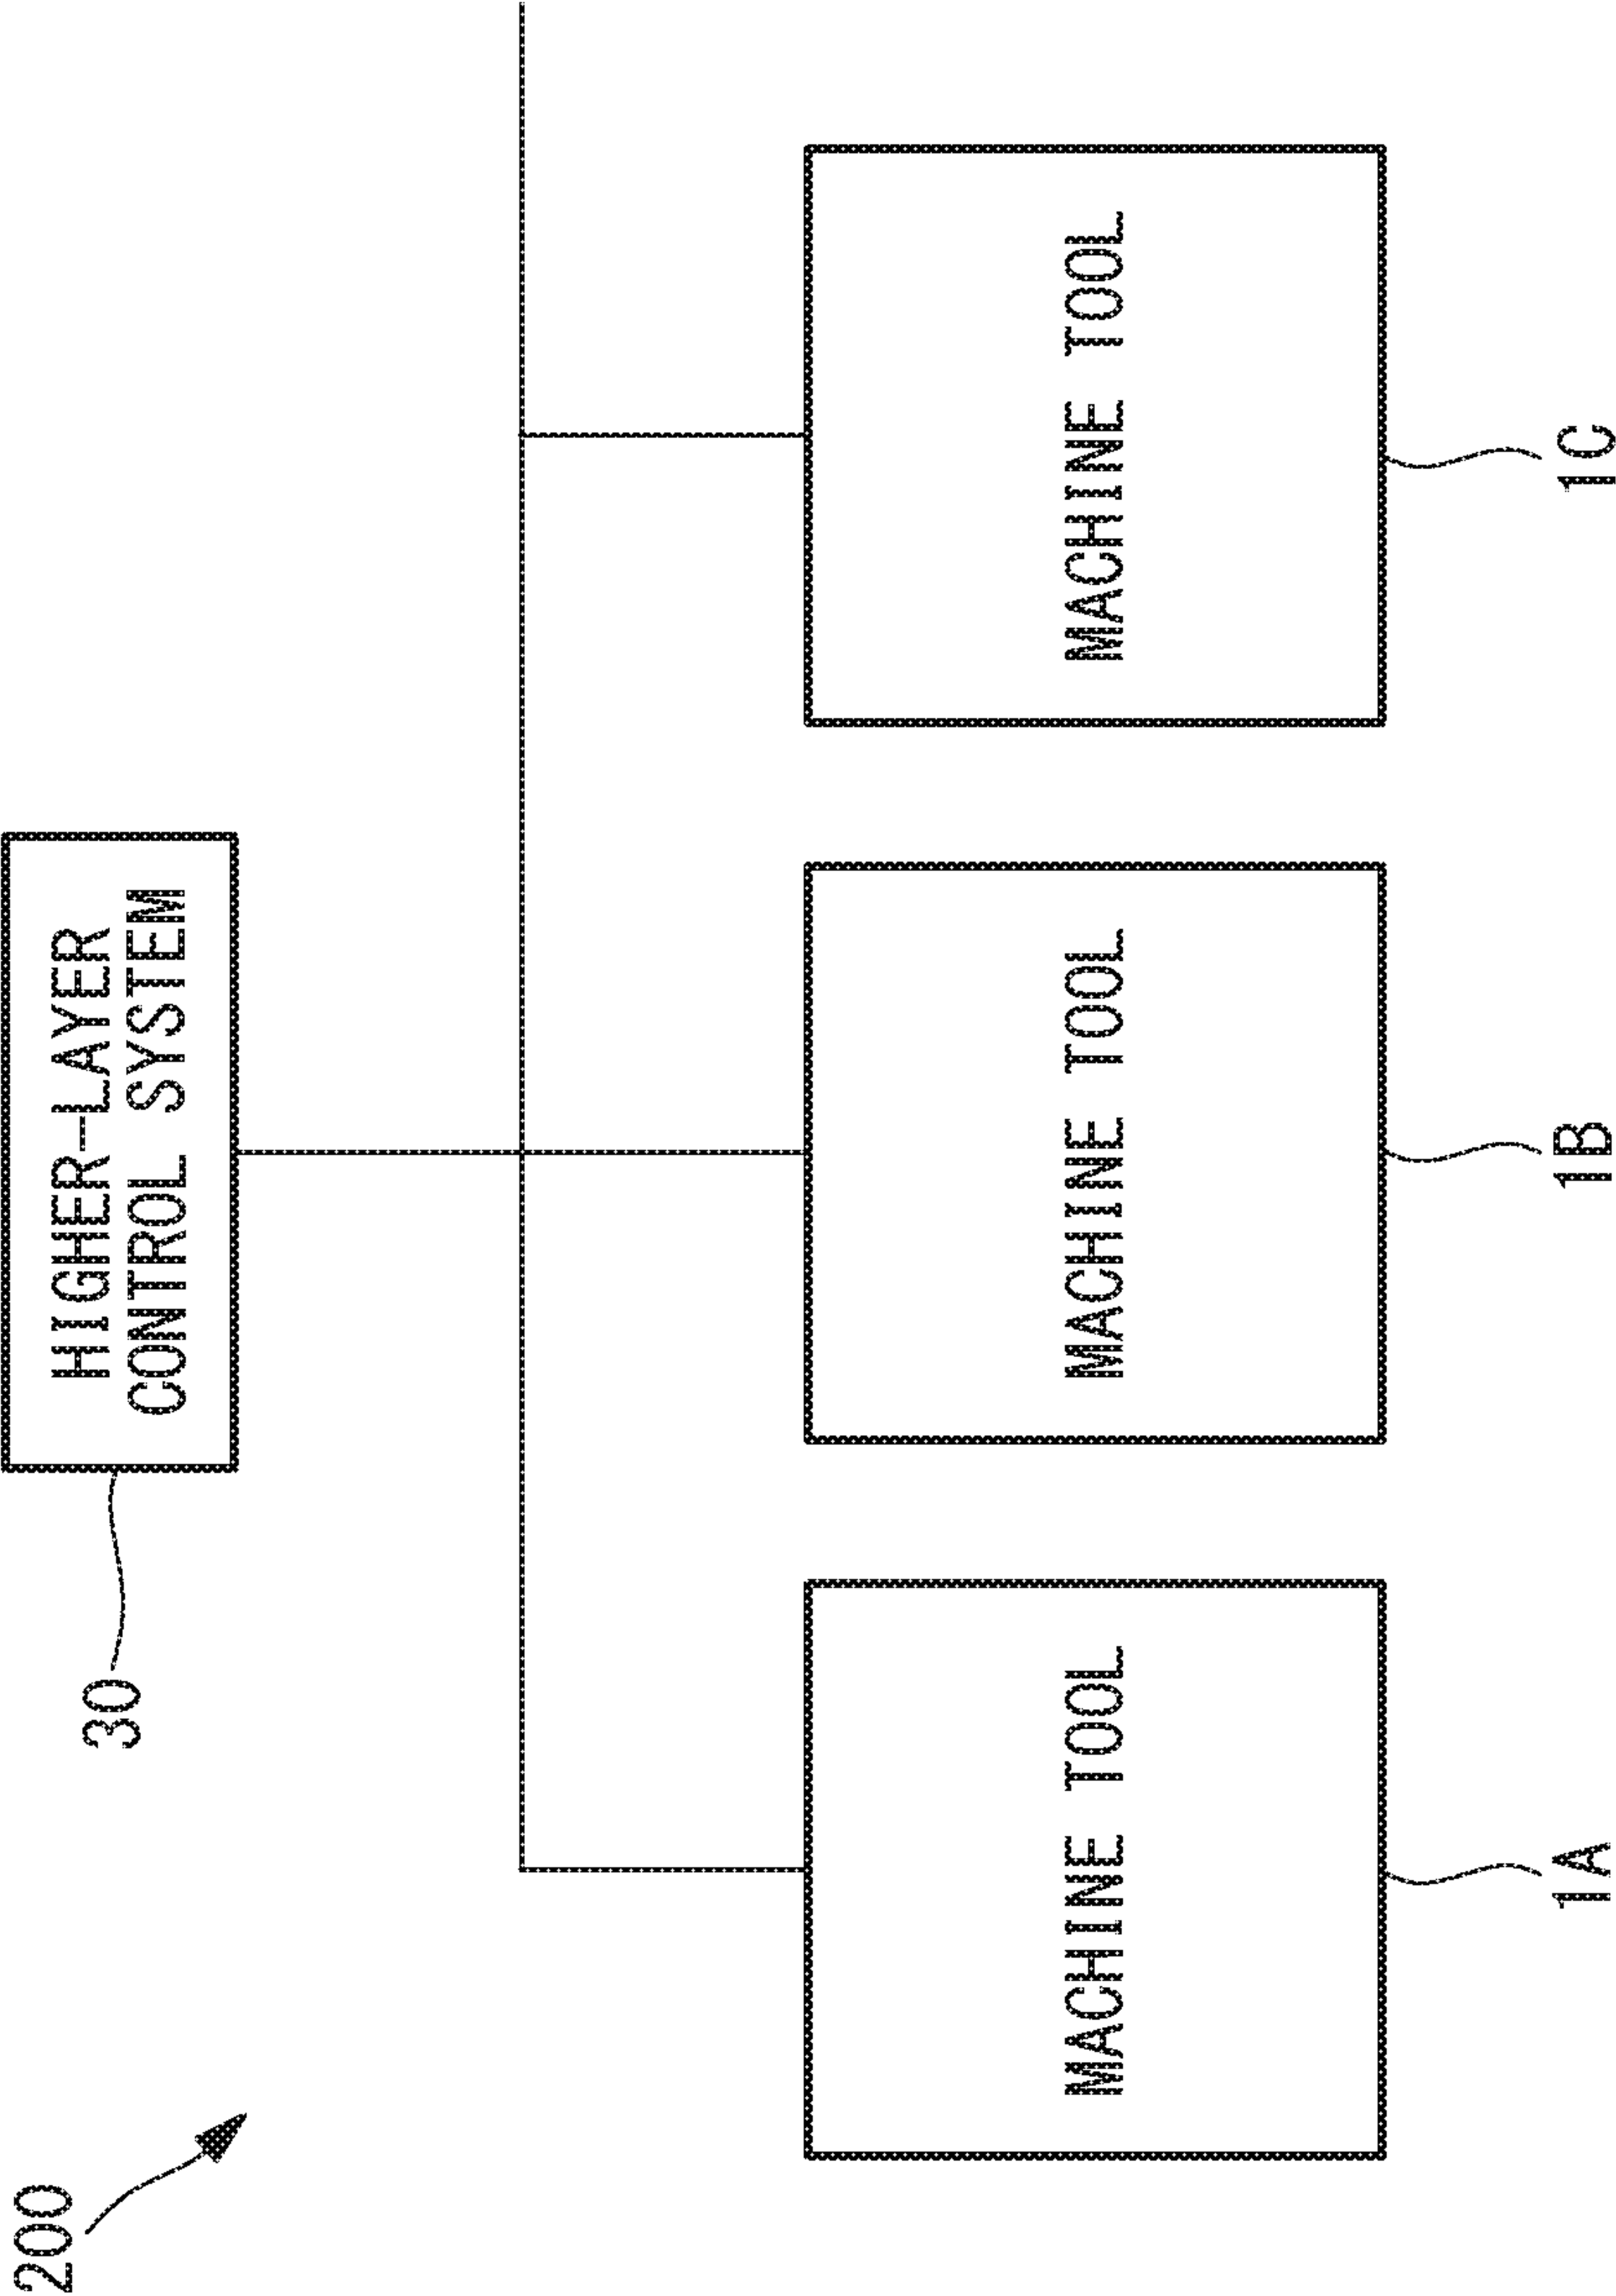 200
30
HIGHER-LAYER
CONTROL SYSTEM
MACHINE TOOL
MACHINE TOOL
MACHINE TOOL
1A
1B
1C